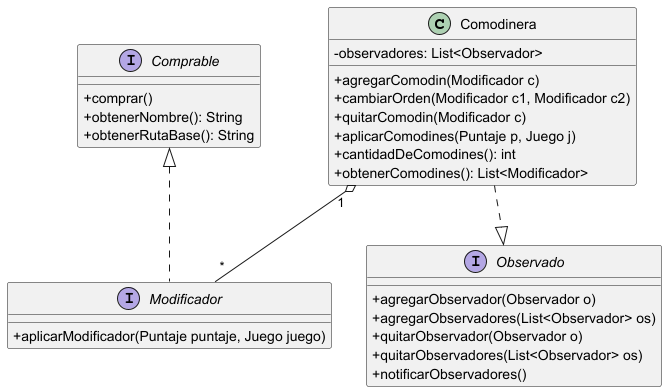 C Comodinera
-observadores: List<Observador>
+agregarComodin(Modificador c)
+cambiarOrden(Modificador c1, Modificador c2)
+quitarComodin(Modificador c)
+aplicarComodines(Puntaje p, Juego j)
+cantidadDeComodines(): int
+obtenerComodines(): List<Modificador>
I Comprable
+comprar()
+obtenerNombre(): String
+obtenerRutaBase(): String
1
*
I Modificador
+aplicarModificador(Puntaje puntaje, Juego juego)
I Observado
+agregarObservador(Observador o)
+agregarObservadores(List<Observador> os)
+quitarObservador(Observador o)
+quitarObservadores(List<Observador> os)
+notificarObservadores()